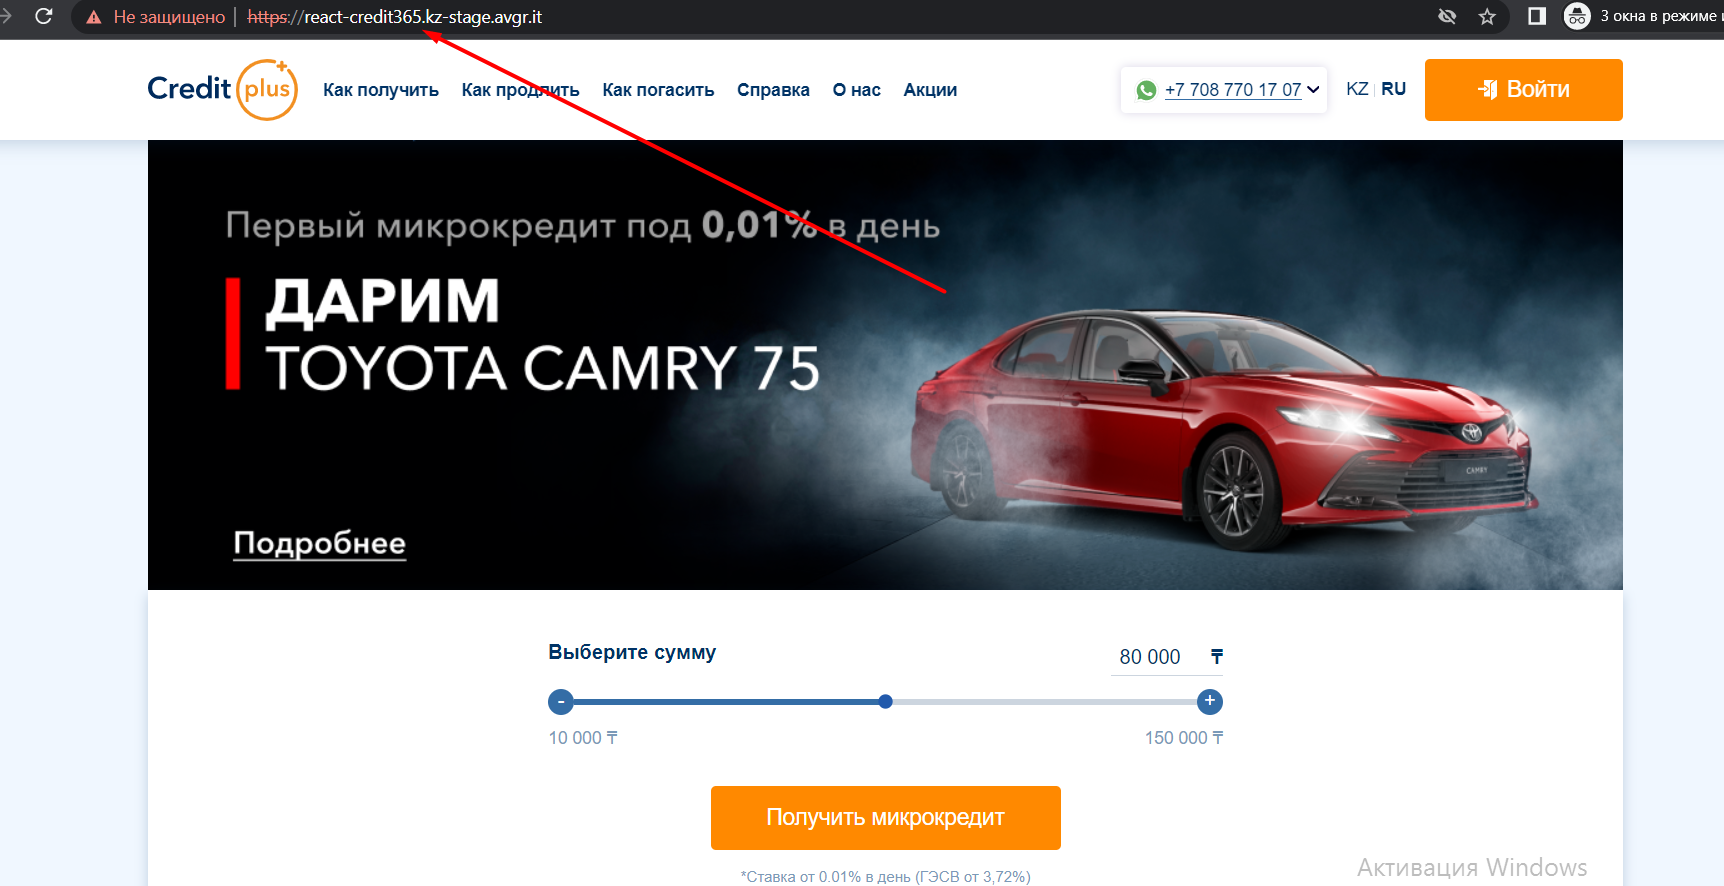 Не защищено https://react-credit365.kz-stage.avgr.it 3 окна в режиме
Credit plus Как получить Как продлить Как погасить Справка О нас Акции +7 708 770 17 07 KZ RU Войти
Первый микрокредит под 0,01% в день
ДАРИМ
TOYOTA CAMRY 75
CAMRY
Подробнее
Выберите сумму 80 000 ₸
- +
10 000 ₸ 150 000 ₸
Получить микрокредит
*Ставка от 0.01% в день (ГЭСВ от 3,72%)
Активация Windows